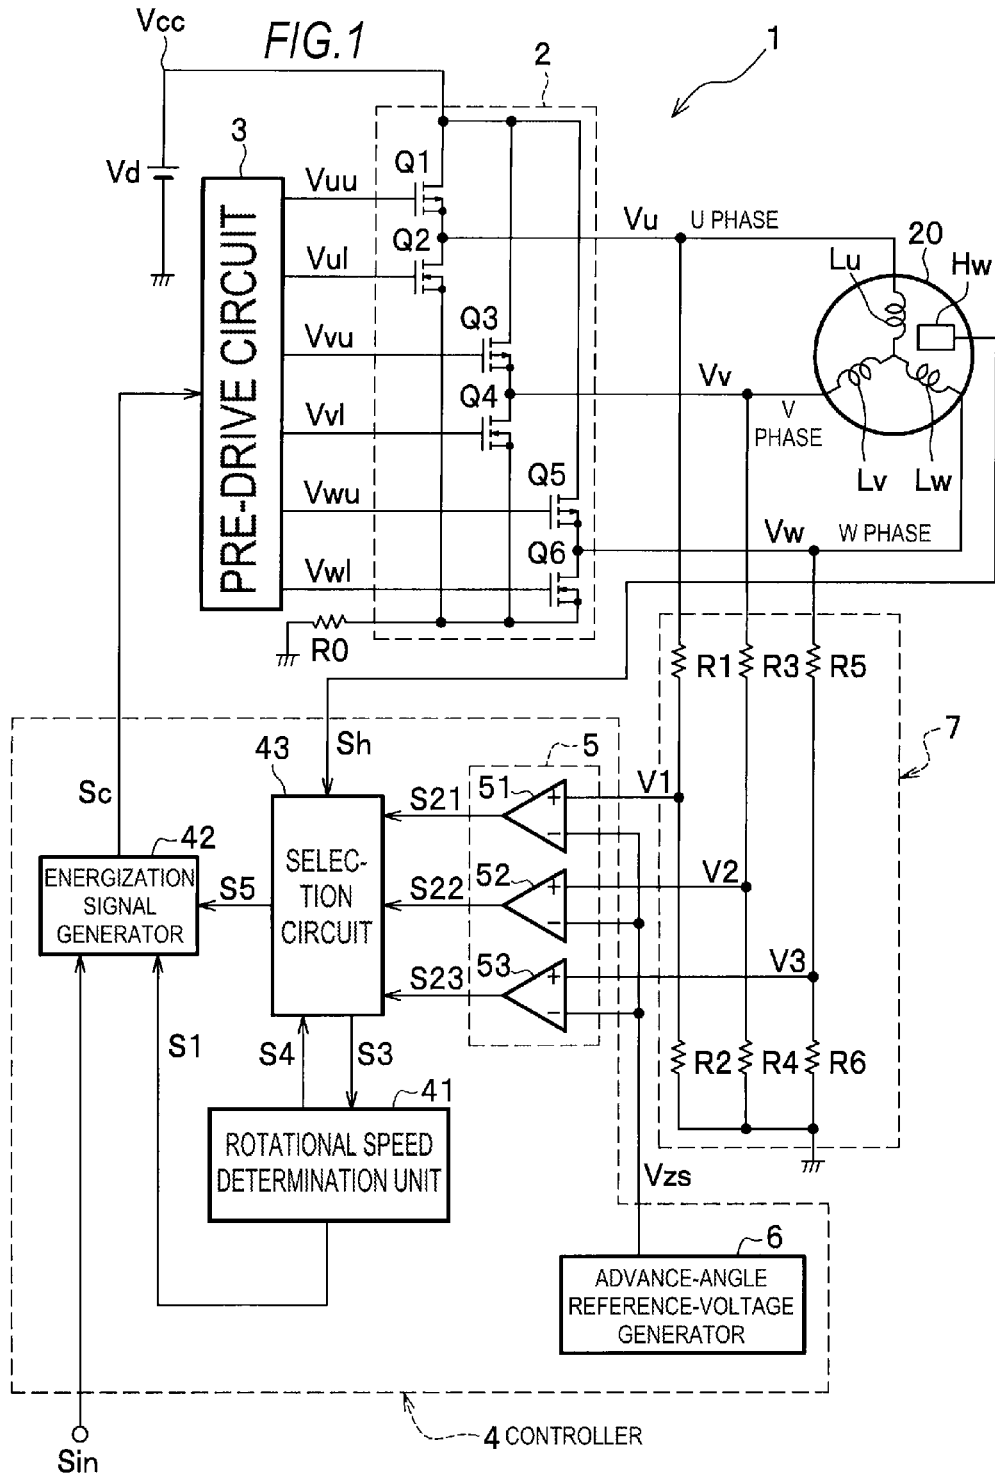 Vcc
FIG.1
2
1
3
Vd
Q1
Vuu
Vu
U PHASE
20
Q2
Vul
Lu
Hw
PRE-DRIVE CIRCUIT
Q3
Vvu
Vv
Q4
Vvl
V
PHASE
Lv
Lw
Q5
Vwu
Vw
W PHASE
Q6
Vwl
R0
R1
R3
R5
7
Sh
43
5
Sc
51
V1
+
S21
−
42
ENERGIZATION
SIGNAL
GENERATOR
S5
SELEC-
TION
CIRCUIT
52
V2
+
S22
−
53
V3
+
S23
−
S1
S4
S3
R2
R4
R6
41
ROTATIONAL SPEED
DETERMINATION UNIT
Vzs
6
ADVANCE-ANGLE
REFERENCE-VOLTAGE
GENERATOR
4 CONTROLLER
Sin